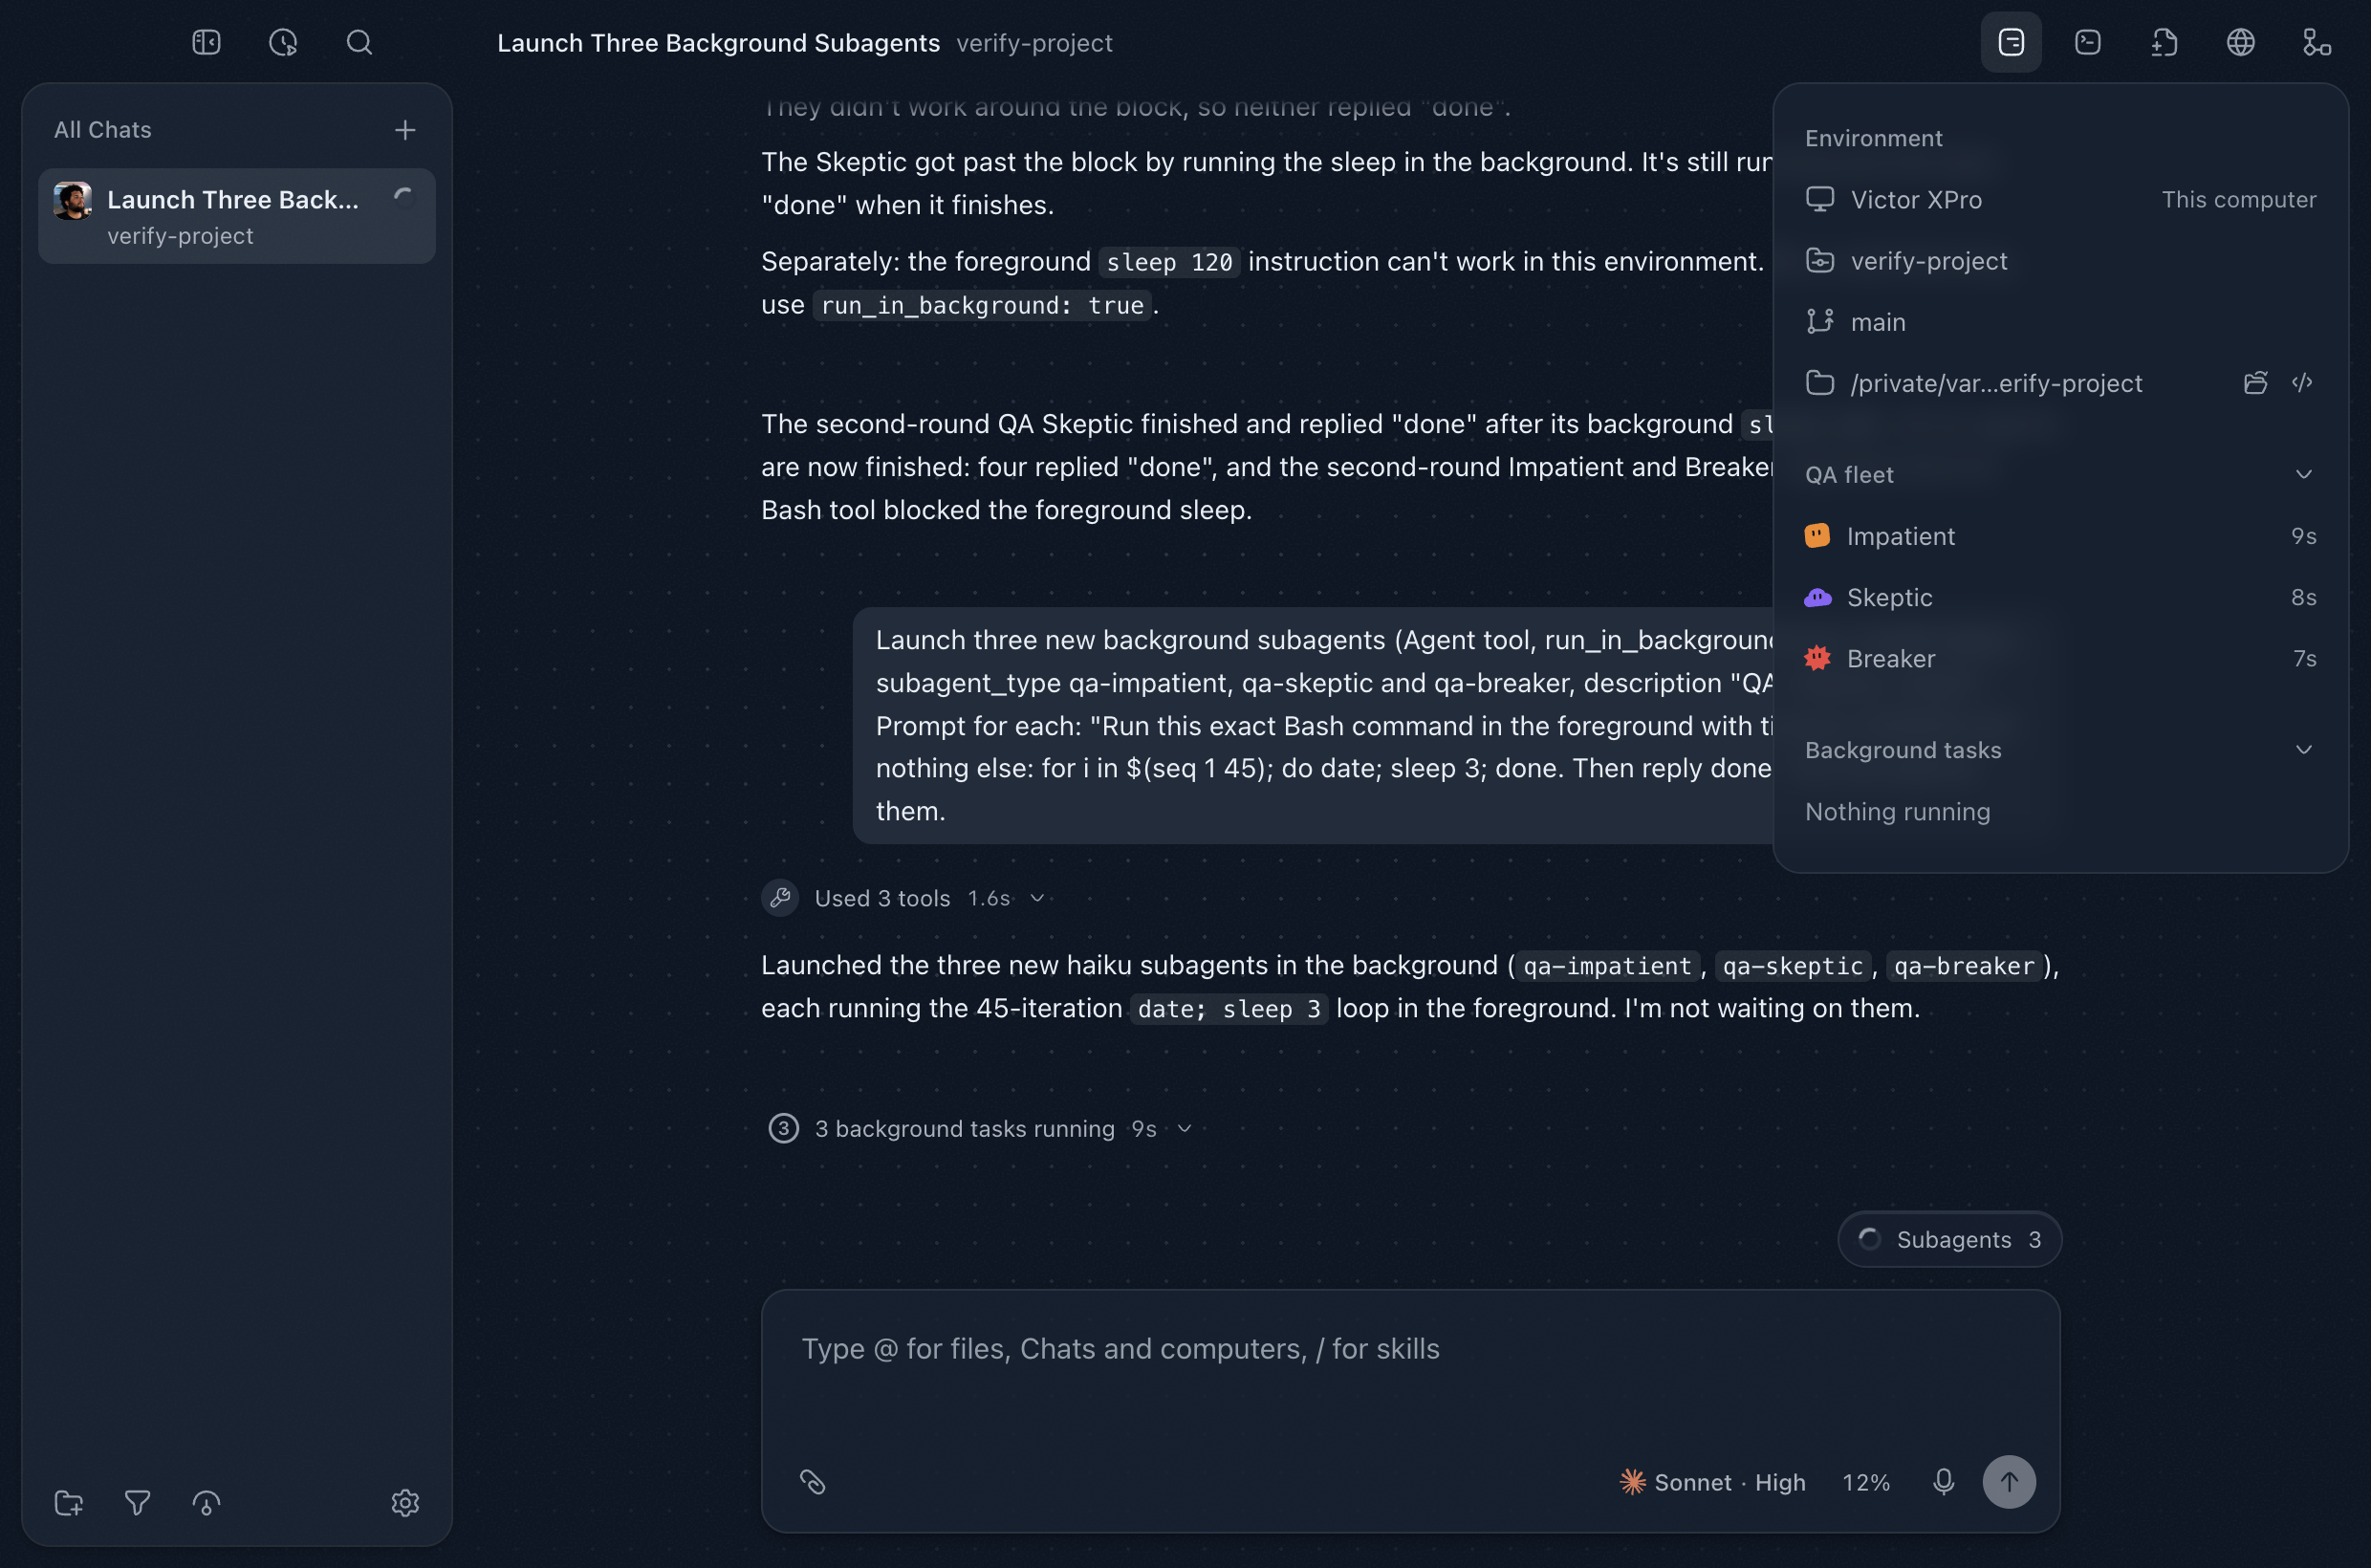 Launch Three Background Subagents verify-project
All Chats
Launch Three Back...
verify-project
They didn't work around the block, so neither replied "done".
The Skeptic got past the block by running the sleep in the background. It's still run
"done" when it finishes.
Separately: the foreground sleep 120 instruction can't work in this environment.
use run_in_background: true.
The second-round QA Skeptic finished and replied "done" after its background sl
are now finished: four replied "done", and the second-round Impatient and Breaker
Bash tool blocked the foreground sleep.
Launch three new background subagents (Agent tool, run_in_background
subagent_type qa-impatient, qa-skeptic and qa-breaker, description "QA
Prompt for each: "Run this exact Bash command in the foreground with ti
nothing else: for i in $(seq 1 45); do date; sleep 3; done. Then reply done
them.
Used 3 tools 1.6s
Launched the three new haiku subagents in the background (qa-impatient, qa-skeptic, qa-breaker),
each running the 45-iteration date; sleep 3 loop in the foreground. I'm not waiting on them.
3 3 background tasks running 9s
Subagents 3
Type @ for files, Chats and computers, / for skills
Sonnet · High 12%
Environment
Victor XPro This computer
verify-project
main
/private/var...erify-project
QA fleet
Impatient 9s
Skeptic 8s
Breaker 7s
Background tasks
Nothing running